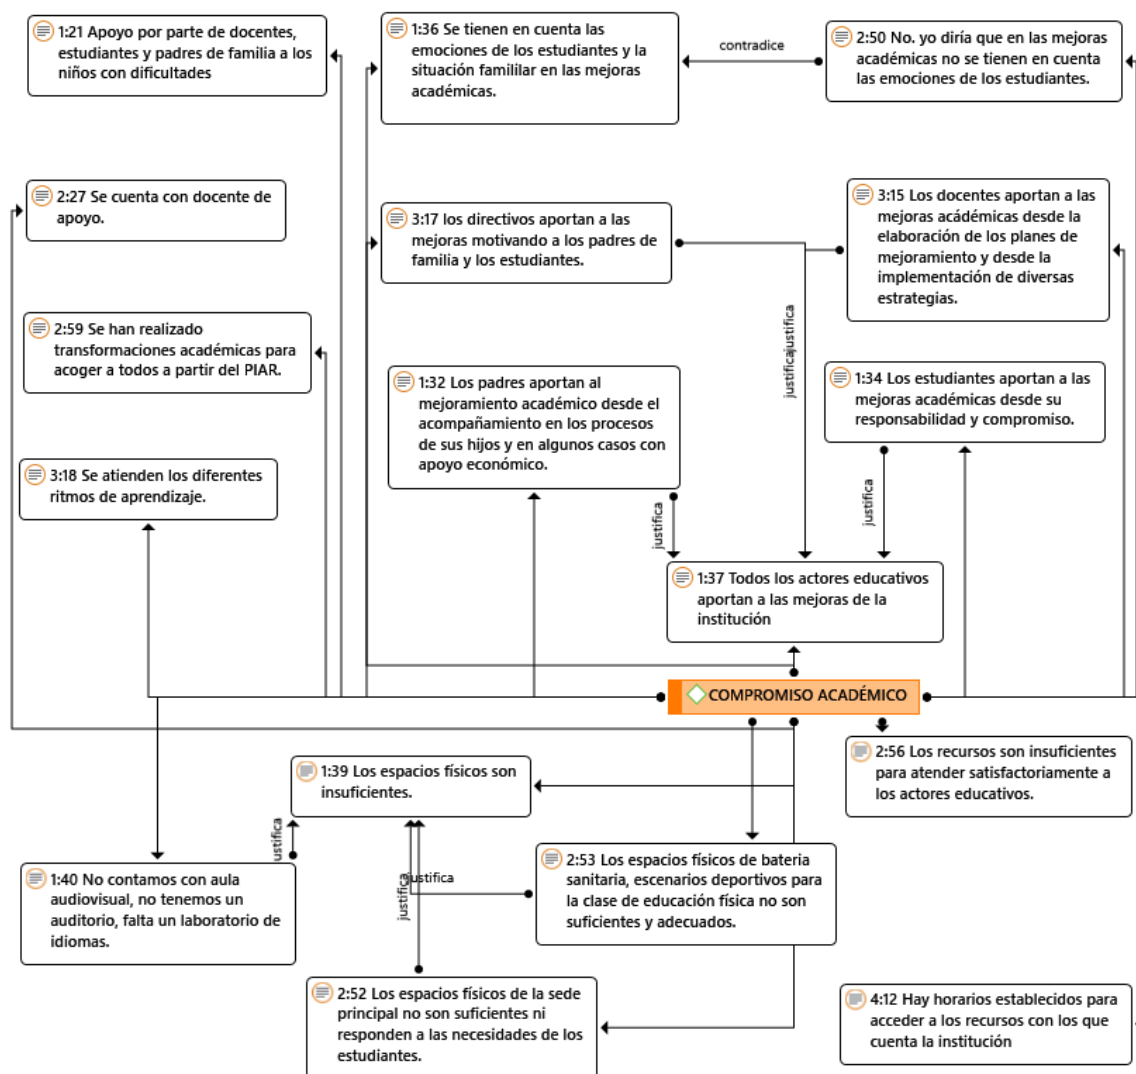 1:21 Apoyo por parte de docentes,
estudiantes y padres de familia a los
niños con dificultades
1:36 Se tienen en cuenta las
emociones de los estudiantes y la
situación famililar en las mejoras
académicas.
contradice
2:50 No. yo diría que en las mejoras
académicas no se tienen en cuenta
las emociones de los estudiantes.
2:27 Se cuenta con docente de
apoyo.
3:17 los directivos aportan a las
mejoras motivando a los padres de
familia y los estudiantes.
3:15 Los docentes aportan a las
mejoras acádémicas desde la
elaboración de los planes de
mejoramiento y desde la
implementación de diversas
estrategias.
2:59 Se han realizado
transformaciones académicas para
acoger a todos a partir del PIAR.
justifica
justifica
1:32 Los padres aportan al
mejoramiento académico desde el
acompañamiento en los procesos
de sus hijos y en algunos casos con
apoyo económico.
1:34 Los estudiantes aportan a las
mejoras académicas desde su
responsabilidad y compromiso.
3:18 Se atienden los diferentes
ritmos de aprendizaje.
justifica
justifica
1:37 Todos los actores educativos
aportan a las mejoras de la
institución
COMPROMISO ACADÉMICO
2:56 Los recursos son insuficientes
para atender satisfactoriamente a
los actores educativos.
1:39 Los espacios físicos son
insuficientes.
ustifica
justifica
justifica
1:40 No contamos con aula
audiovisual, no tenemos un
auditorio, falta un laboratorio de
idiomas.
2:53 Los espacios físicos de bateria
sanitaria, escenarios deportivos para
la clase de educación física no son
suficientes y adecuados.
2:52 Los espacios físicos de la sede
principal no son suficientes ni
responden a las necesidades de los
estudiantes.
4:12 Hay horarios establecidos para
acceder a los recursos con los que
cuenta la institución